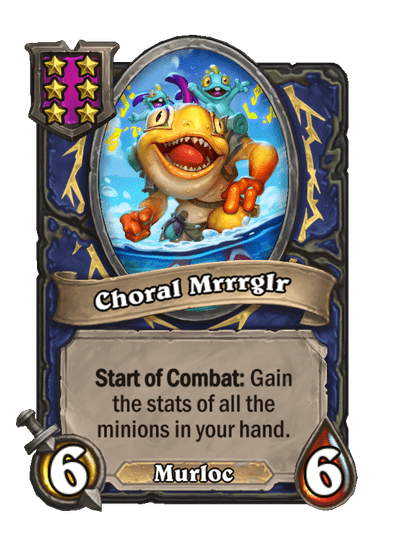 Choral Mrrrglr
Start of Combat: Gain
the stats of all the
minions in your hand.
6
Murloc
6